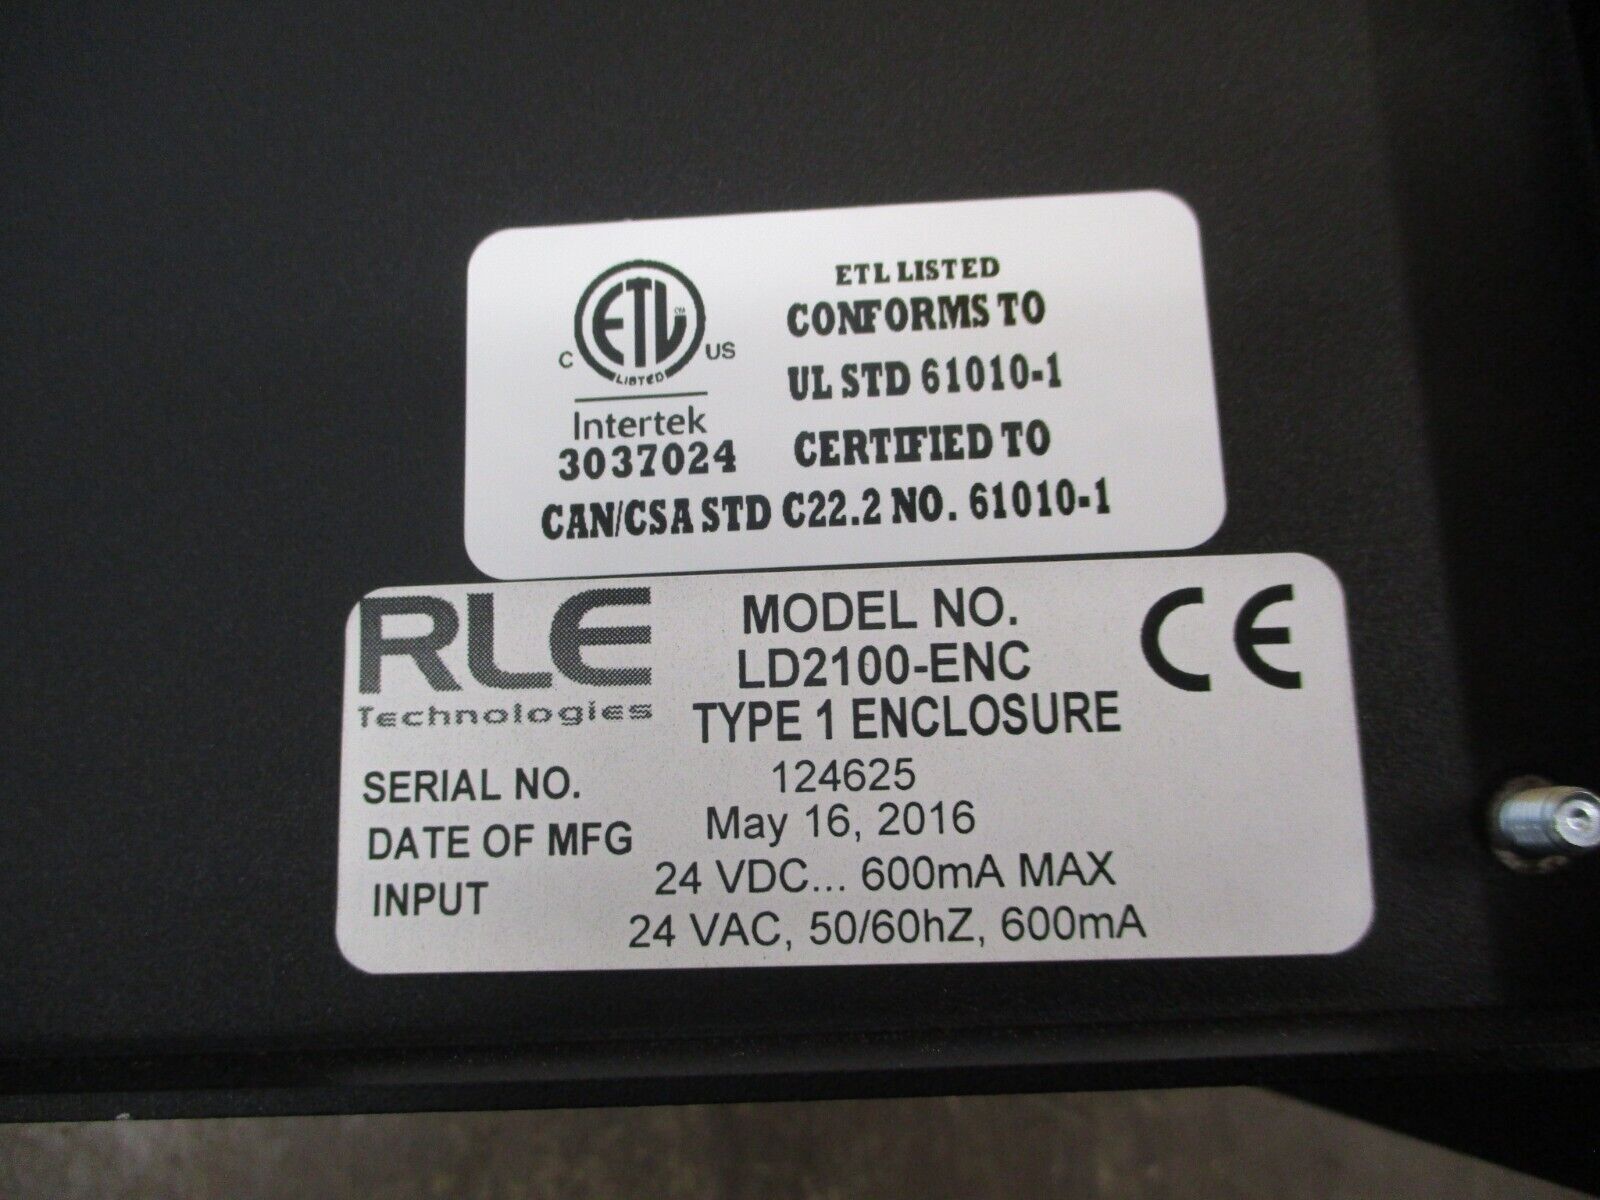 ETL LISTED
CONFORMS TO
UL STD 61010-1
CERTIFIED TO
CAN/CSA STD C22.2 NO. 61010-1
C ETL CM US
LISTED
Intertek
3037024
RLE
Technologies
MODEL NO.
LD2100-ENC
TYPE 1 ENCLOSURE
CE
SERIAL NO. 124625
DATE OF MFG May 16, 2016
INPUT 24 VDC... 600mA MAX
24 VAC, 50/60hZ, 600mA